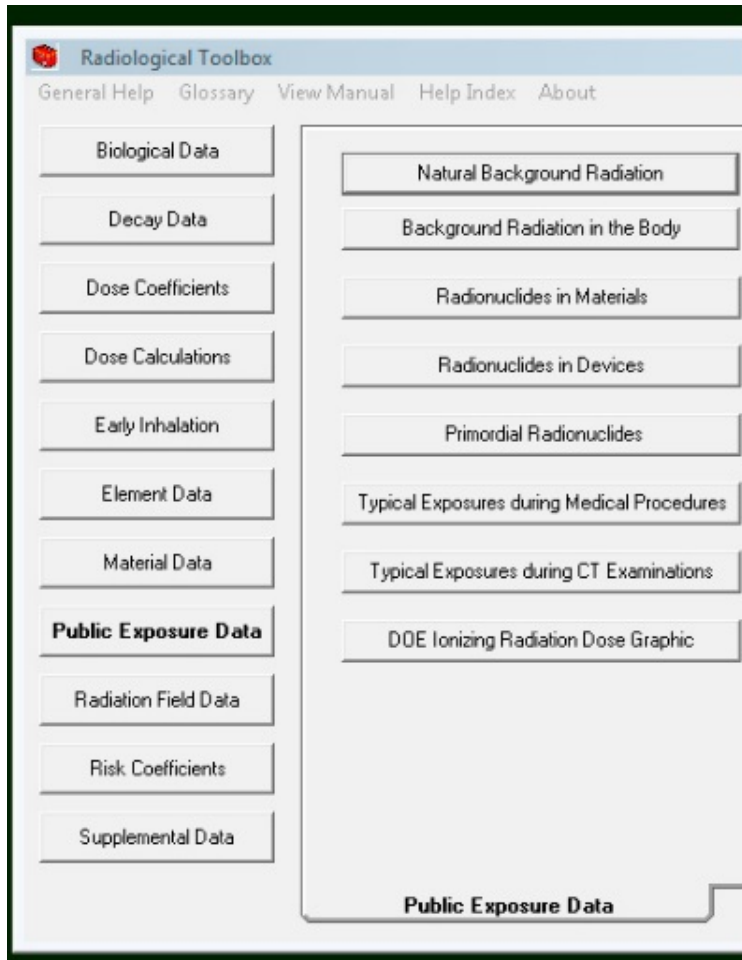 Radiological Toolbox
General Help Glossary View Manual Help Index About
Biological Data
Decay Data
Dose Coefficients
Dose Calculations
Early Inhalation
Element Data
Material Data
Public Exposure Data
Radiation Field Data
Risk Coefficients
Supplemental Data
Natural Background Radiation
Background Radiation in the Body
Radionuclides in Materials
Radionuclides in Devices
Primordial Radionuclides
Typical Exposures during Medical Procedures
Typical Exposures during CT Examinations
DOE Ionizing Radiation Dose Graphic
Public Exposure Data